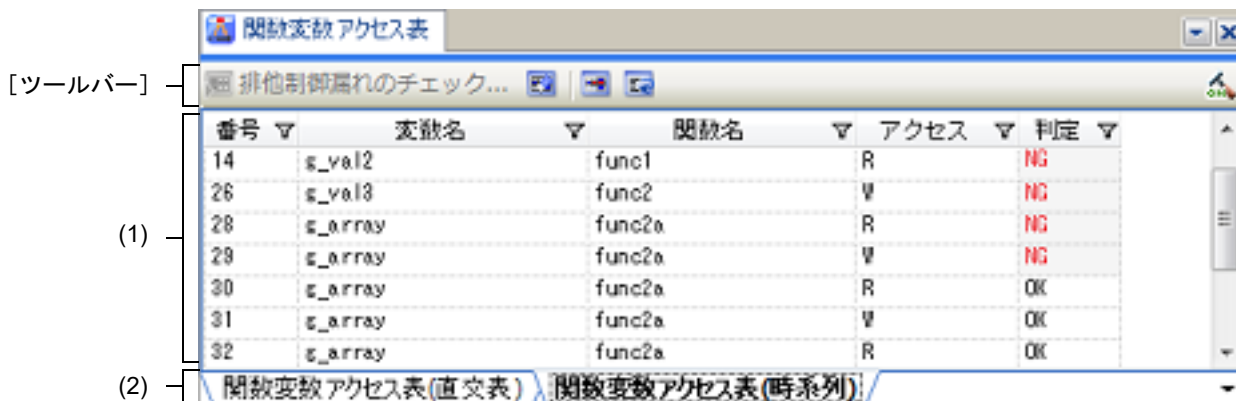 関数変数アクセス表
[ツールバー]
排他制御漏れのチェック...
番号 変数名 関数名 アクセス 判定
14 g_val2 func1 R NG
26 g_val3 func2 W NG
(1)
28 g_array func2a R NG
29 g_array func2a W NG
30 g_array func2a R OK
31 g_array func2a W OK
32 g_array func2a R OK
(2)
関数変数アクセス表(直交表) 関数変数アクセス表(時系列)